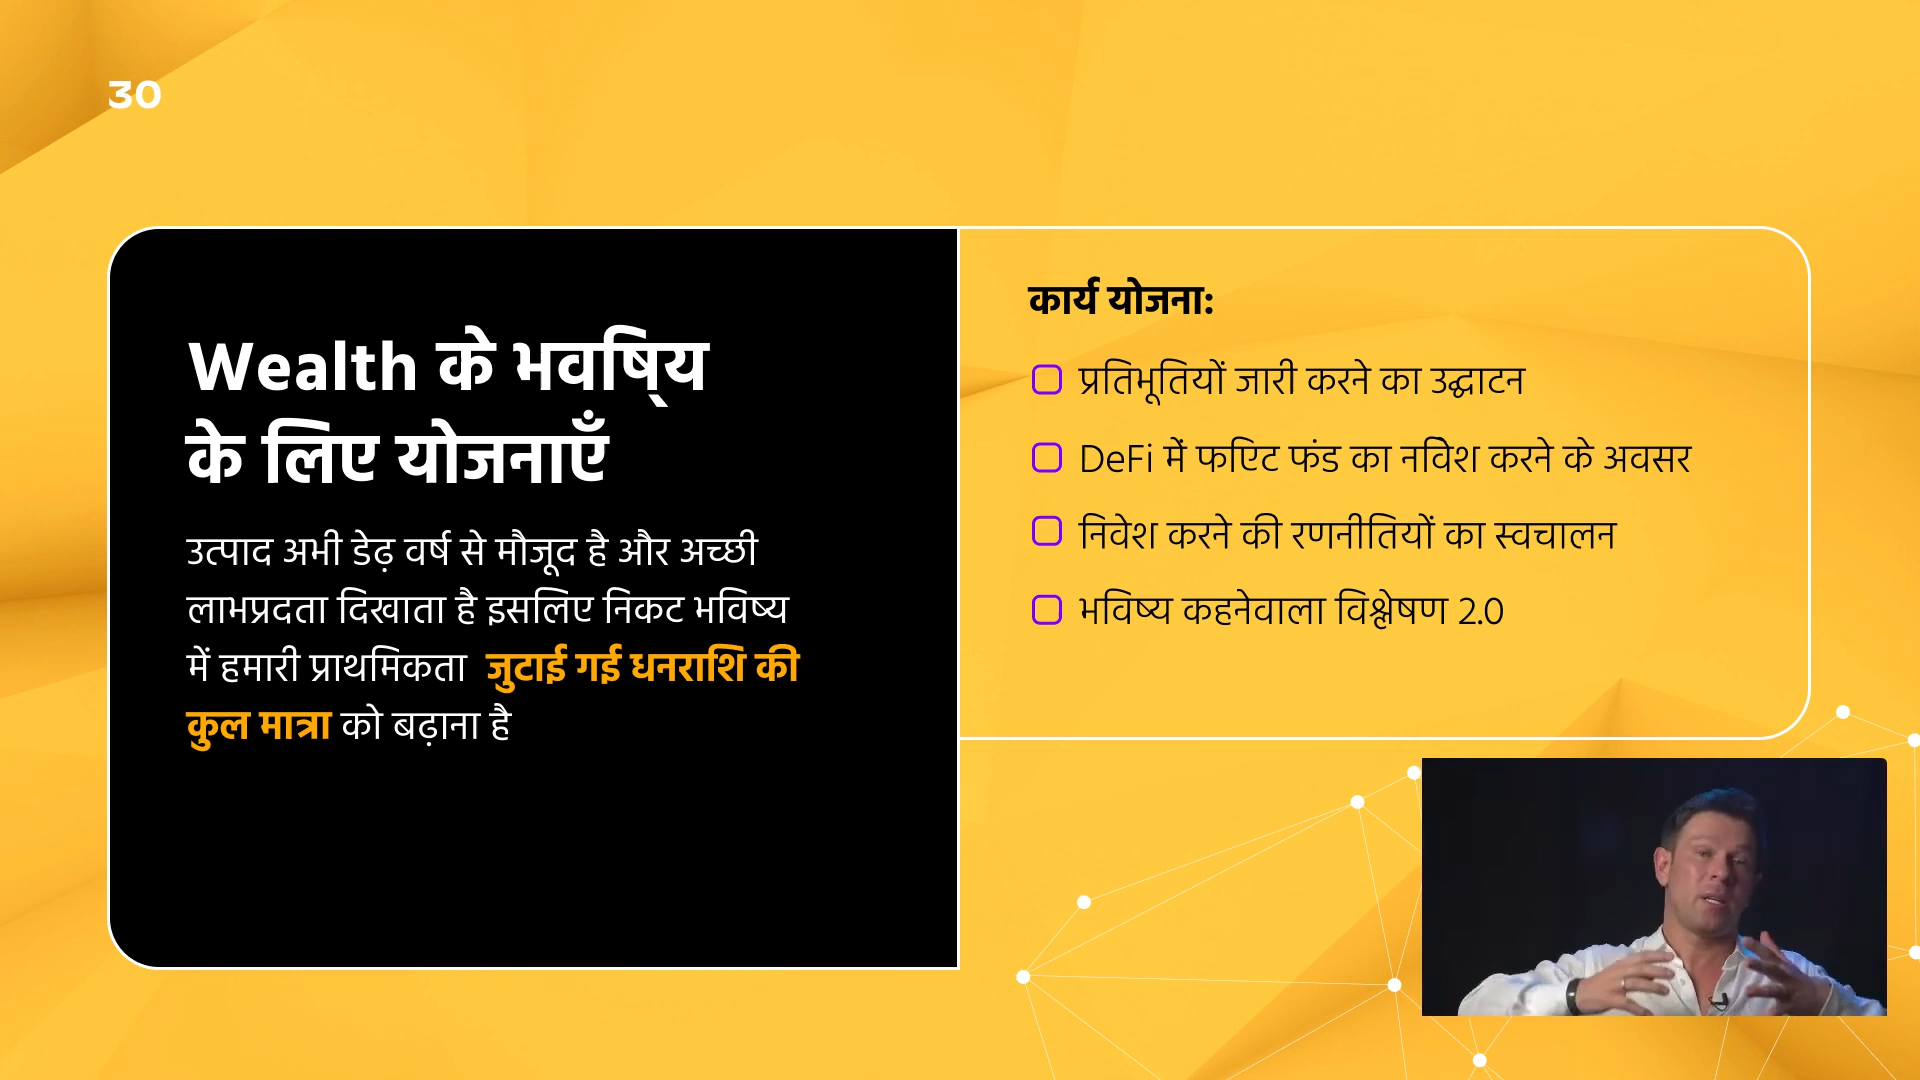 30
Wealth के भवषि्य
के लिए योजनाएँ
उत्पाद अभी डेढ़ वर्ष से मौजूद है और अच्छी
लाभप्रदता दिखाता है इसलिए निकट भविष्य
में हमारी प्राथमिकता जुटाई गई धनराशि की
कुल मात्रा को बढ़ाना है
कार्य योजना:
प्रतिभूतियों जारी करने का उद्घाटन
DeFi में फएिट फंड का नविेश करने के अवसर
निवेश करने की रणनीतियों का स्वचालन
भविष्य कहनेवाला विश्लेषण 2.0